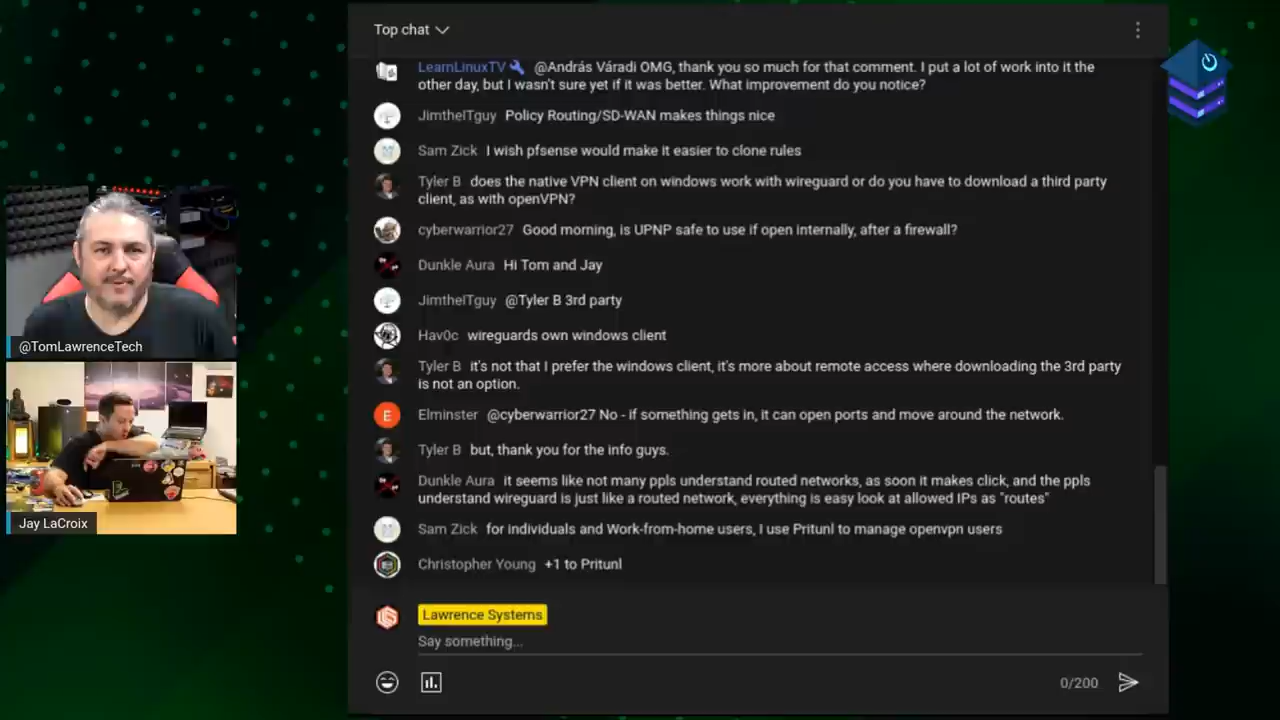 Top chat
LearnLinuxTV @András Váradi OMG, thank you so much for that comment. I put a lot of work into it the
other day, but I wasn't sure yet if it was better. What improvement do you notice?
JimtheITguy Policy Routing/SD-WAN makes things nice
Sam Zick I wish pfsense would make it easier to clone rules
Tyler B does the native VPN client on windows work with wireguard or do you have to download a third party
client, as with openVPN?
cyberwarrior27 Good morning, is UPNP safe to use if open internally, after a firewall?
Dunkle Aura Hi Tom and Jay
JimtheITguy @Tyler B 3rd party
Hav0c wireguards own windows client
Tyler B it's not that I prefer the windows client, it's more about remote access where downloading the 3rd party
is not an option.
E Elminster @cyberwarrior27 No - if something gets in, it can open ports and move around the network.
Tyler B but, thank you for the info guys.
Dunkle Aura it seems like not many ppls understand routed networks, as soon it makes click, and the ppls
understand wireguard is just like a routed network, everything is easy look at allowed IPs as "routes"
Sam Zick for individuals and Work-from-home users, I use Pritunl to manage openvpn users
Christopher Young +1 to Pritunl
Lawrence Systems
Say something...
0/200
@TomLawrenceTech
Jay LaCroix